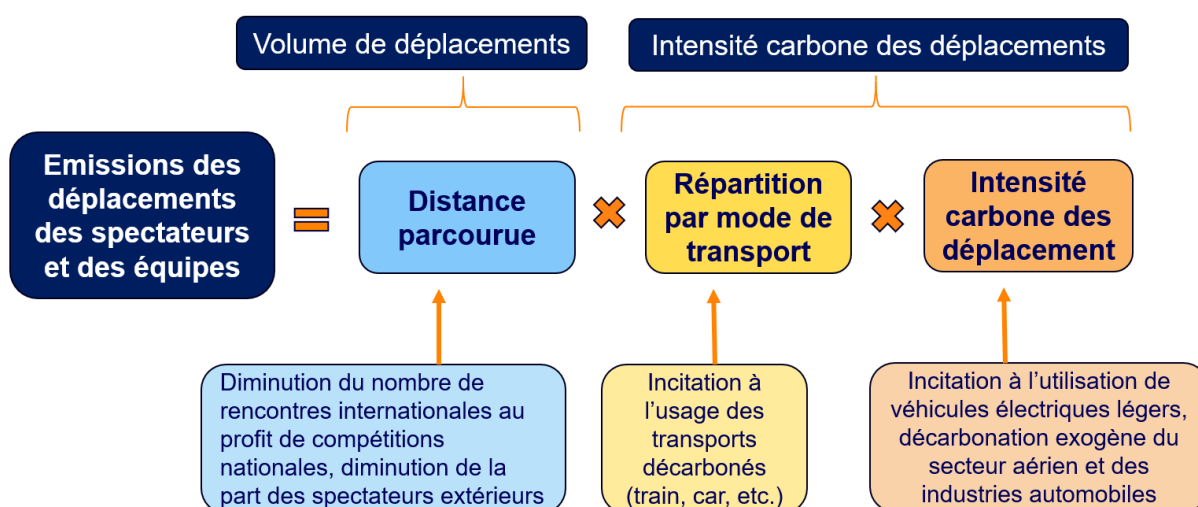 Volume de déplacements
Intensité carbone des déplacements
Emissions des
déplacements
des spectateurs
et des équipes
=
Distance
parcourue
×
Répartition
par mode de
transport
×
Intensité
carbone des
déplacement
Diminution du nombre de
rencontres internationales au
profit de compétitions
nationales, diminution de la
part des spectateurs extérieurs
Incitation à
l'usage des
transports
décarbonés
(train, car, etc.)
Incitation à l'utilisation de
véhicules électriques légers,
décarbonation exogène du
secteur aérien et des
industries automobiles